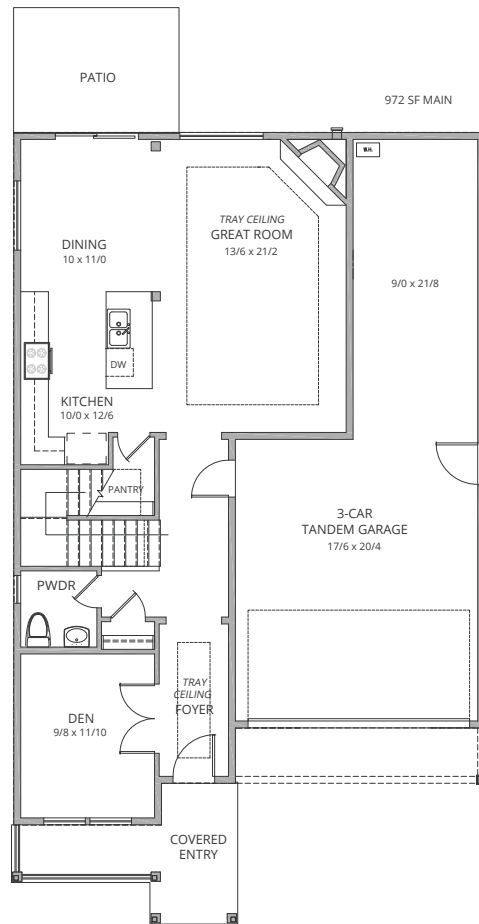 PATIO
972 SF MAIN
W.H.
TRAY CEILING
GREAT ROOM
13/6 x 21/2
DINING
10 x 11/0
9/0 x 21/8
DW
KITCHEN
10/0 x 12/6
PANTRY
3-CAR
TANDEM GARAGE
17/6 x 20/4
PWDR
TRAY
CEILING
FOYER
DEN
9/8 x 11/10
COVERED
ENTRY